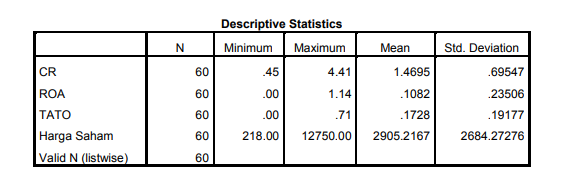 Descriptive Statistics
N Minimum Maximum Mean Std. Deviation
CR 60 .45 4.41 1.4695 .69547
ROA 60 .00 1.14 .1082 .23506
TATO 60 .00 .71 .1728 .19177
Harga Saham 60 218.00 12750.00 2905.2167 2684.27276
Valid N (listwise) 60